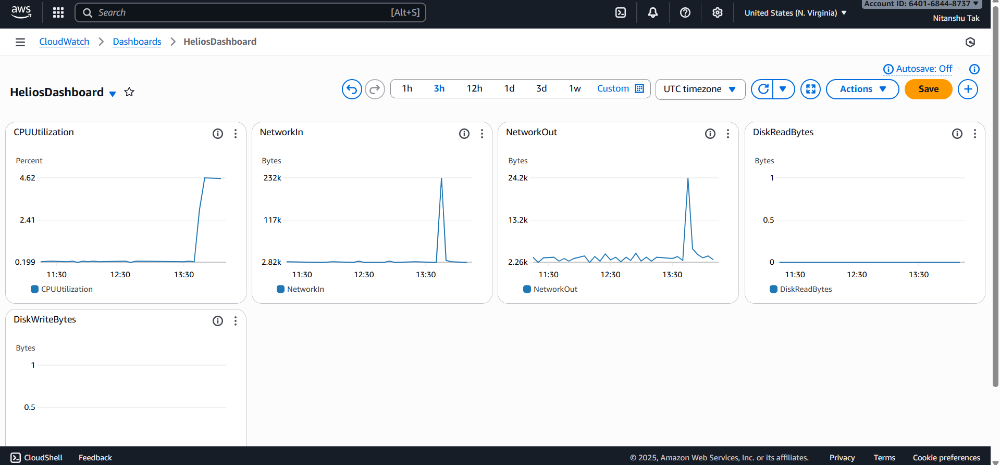 aws
Search [Alt+S]
United States (N. Virginia)
Account ID: 6401-6844-8737
Nitanshu Tak
CloudWatch Dashboards HeliosDashboard
Autosave: Off
HeliosDashboard
1h 3h 12h 1d 3d 1w Custom
UTC timezone
Actions
Save
CPUUtilization
Percent
4.62
2.41
0.199
11:30 12:30 13:30
CPUUtilization
NetworkIn
Bytes
232k
117k
2.82k
11:30 12:30 13:30
NetworkIn
NetworkOut
Bytes
24.2k
13.2k
2.26k
11:30 12:30 13:30
NetworkOut
DiskReadBytes
Bytes
1
0.5
0
11:30 12:30 13:30
DiskReadBytes
DiskWriteBytes
Bytes
1
0.5
CloudShell Feedback
© 2025, Amazon Web Services, Inc. or its affiliates. Privacy Terms Cookie preferences